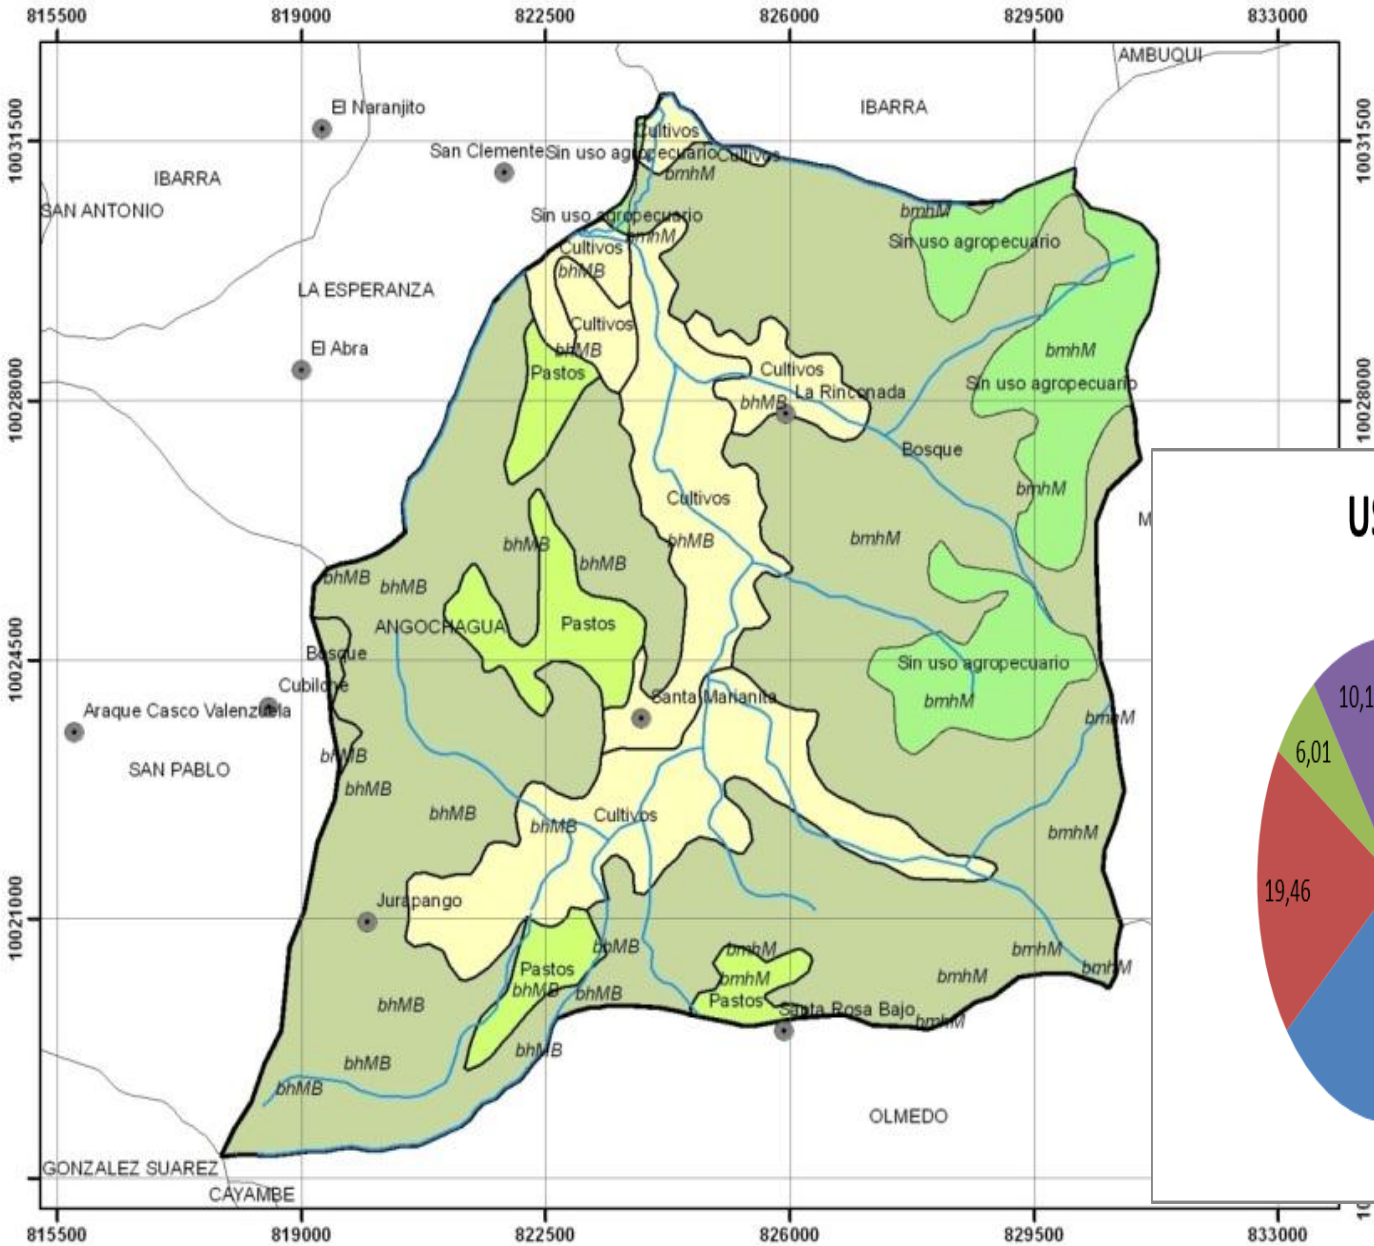 815500 819000 822500 826000 829500 833000
AMBUQUI
El Naranjito
IBARRA
10031500
Cultivos
10031500
San Clemente
Sin uso agropecuario
Cultivos
bmhM
IBARRA
SAN ANTONIO
bmhM
Sin uso agropecuario
bmhM
Sin uso agropecuario
Cultivos
bhMB
LA ESPERANZA
Cultivos
El Abra
bhMB
bmhM
Pastos
Cultivos
Sin uso agropecuario
10028000
bhMB
La Rinconada
10028000
Bosque
Cultivos
bmhM
M
US
bhMB
bhMB
bmhM
bhMB
bhMB
bhMB
ANGOCHAGUA
Pastos
10024500
Bosque
Sin uso agropecuario
Cubilche
Santa Marianita
bmhM
10,1
Araque Casco Valenzuela
bmhM
6,01
bhMB
SAN PABLO
bhMB
bhMB
Cultivos
bhMB
bmhM
19,46
Jurapango
10021000
bhMB
bmhM
bmhM
Pastos
bmhM
bmhM
bmhM
bhMB
bhMB
bhMB
Pastos
Santa Rosa Bajo
bmhM
bhMB
bhMB
bhMB
OLMEDO
GONZALEZ SUAREZ
CAYAMBE
10
815500 819000 822500 826000 829500 833000